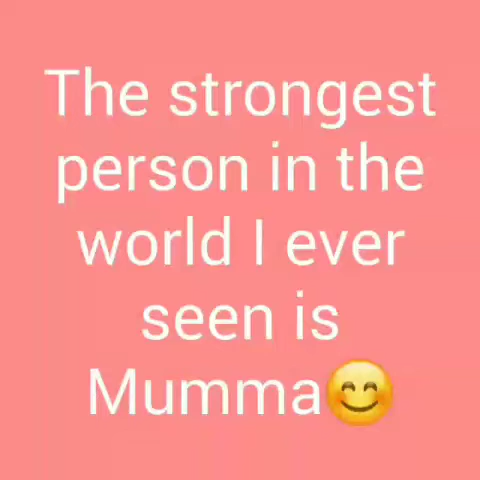 The strongest
person in the
world I ever
seen is
Mumma😊